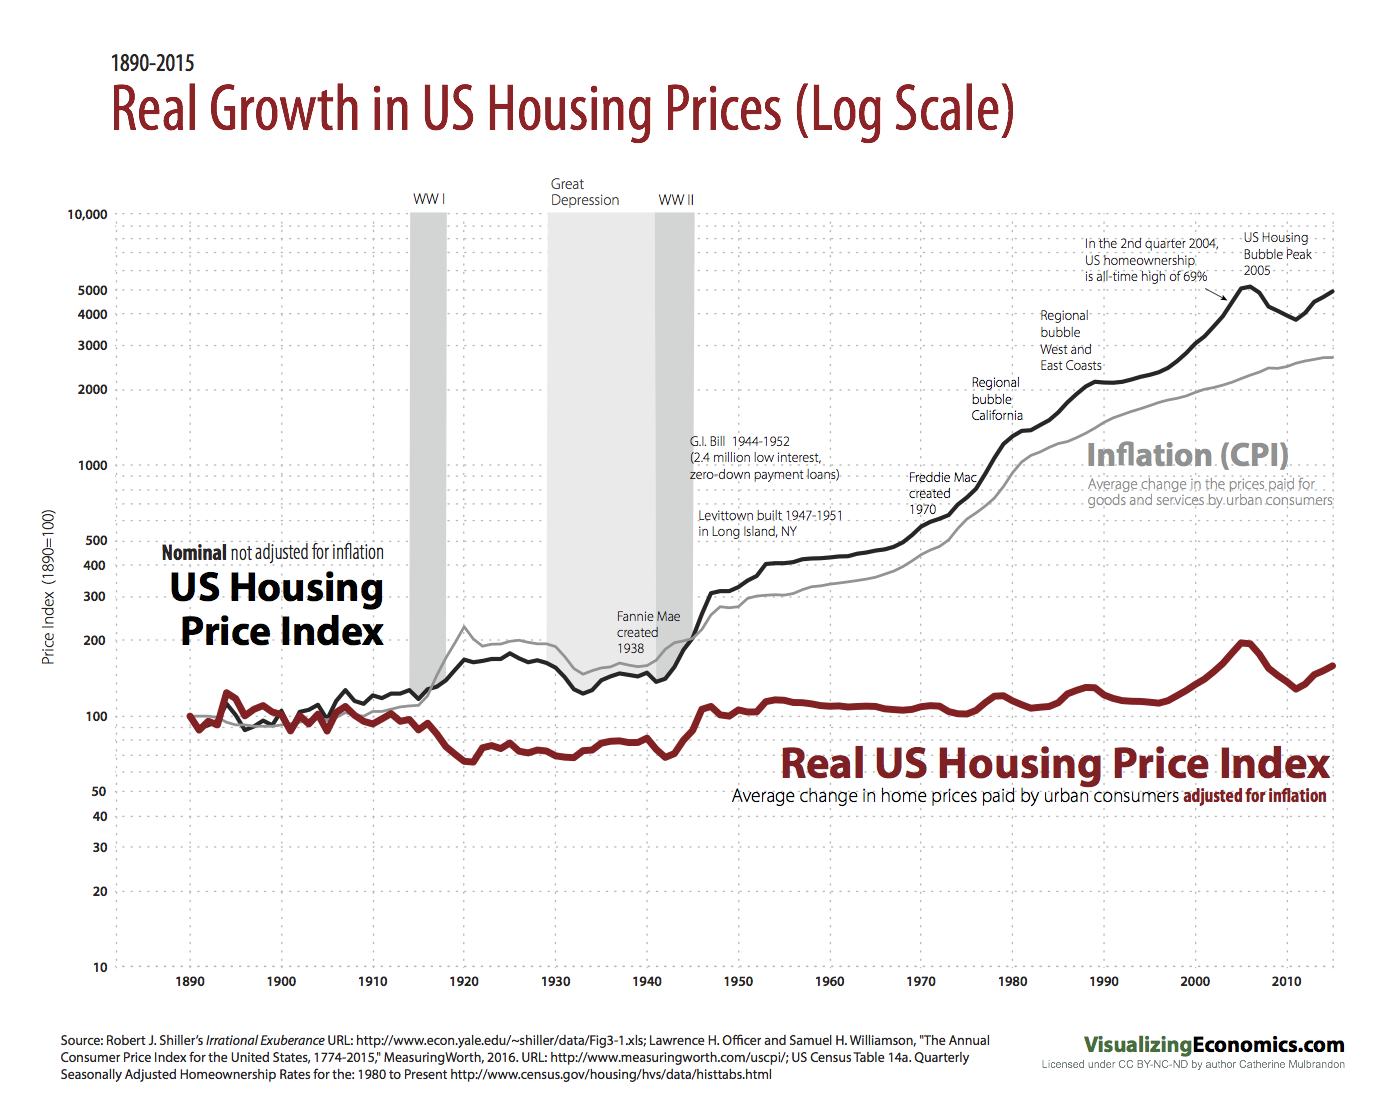 1890-2015
Real Growth in US Housing Prices (Log Scale)
WW I
Great
Depression
WW II
10,000
5000
4000
3000
2000
1000
500
400
300
200
100
50
40
30
20
10
Price Index (1890=100)
In the 2nd quarter 2004,
US homeownership
is all-time high of 69%
US Housing
Bubble Peak
2005
Regional
bubble
West and
East Coasts
Regional
bubble
California
G.I. Bill 1944-1952
(2.4 million low interest,
zero-down payment loans)
Inflation (CPI)
Average change in the prices paid for
goods and services by urban consumers
Freddie Mac
created
1970
Levittown built 1947-1951
in Long Island, NY
Nominal not adjusted for inflation
US Housing
Price Index
Fannie Mae
created
1938
Real US Housing Price Index
Average change in home prices paid by urban consumers adjusted for inflation
1890
1900
1910
1920
1930
1940
1950
1960
1970
1980
1990
2000
2010
Source: Robert J. Shiller's Irrational Exuberance URL: http://www.econ.yale.edu/~shiller/data/Fig3-1.xls; Lawrence H. Officer and Samuel H. Williamson, "The Annual
Consumer Price Index for the United States, 1774-2015," MeasuringWorth, 2016. URL: http://www.measuringworth.com/uscpi/; US Census Table 14a. Quarterly
Seasonally Adjusted Homeownership Rates for the: 1980 to Present http://www.census.gov/housing/hvs/data/histtabs.html
VisualizingEconomics.com
Licensed under CC BY-NC-ND by author Catherine Mulbrandon